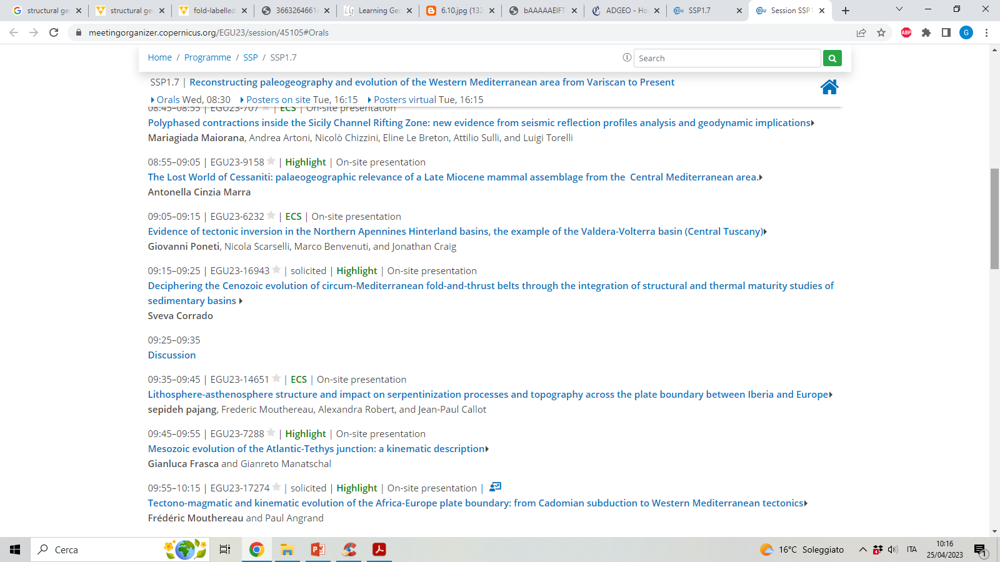 structural ge
structural ge
fold-labelled
3663264661
Learning Geo
6.10.jpg (132
bAAAAAEIFT
ADGEO - Ho
SSP1.7
Session SSP1
meetingorganizer.copernicus.org/EGU23/session/45105#Orals
ABP
G
Home / Programme / SSP / SSP1.7
Search
SSP1.7 | Reconstructing paleogeography and evolution of the Western Mediterranean area from Variscan to Present
Orals Wed, 08:30 Posters on site Tue, 16:15 Posters virtual Tue, 16:15
08:45–08:55 | EGU23-707 | ECS | On-site presentation
Polyphased contractions inside the Sicily Channel Rifting Zone: new evidence from seismic reflection profiles analysis and geodynamic implications
Mariagiada Maiorana, Andrea Artoni, Nicolò Chizzini, Eline Le Breton, Attilio Sulli, and Luigi Torelli
08:55–09:05 | EGU23-9158 | Highlight | On-site presentation
The Lost World of Cessaniti: palaeogeographic relevance of a Late Miocene mammal assemblage from the Central Mediterranean area.
Antonella Cinzia Marra
09:05–09:15 | EGU23-6232 | ECS | On-site presentation
Evidence of tectonic inversion in the Northern Apennines Hinterland basins, the example of the Valdera-Volterra basin (Central Tuscany)
Giovanni Poneti, Nicola Scarselli, Marco Benvenuti, and Jonathan Craig
09:15–09:25 | EGU23-16943 | solicited | Highlight | On-site presentation
Deciphering the Cenozoic evolution of circum-Mediterranean fold-and-thrust belts through the integration of structural and thermal maturity studies of
sedimentary basins
Sveva Corrado
09:25–09:35
Discussion
09:35–09:45 | EGU23-14651 | ECS | On-site presentation
Lithosphere-asthenosphere structure and impact on serpentinization processes and topography across the plate boundary between Iberia and Europe
sepideh pajang, Frederic Mouthereau, Alexandra Robert, and Jean-Paul Callot
09:45–09:55 | EGU23-7288 | Highlight | On-site presentation
Mesozoic evolution of the Atlantic-Tethys junction: a kinematic description
Gianluca Frasca and Gianreto Manatschal
09:55–10:15 | EGU23-17274 | solicited | Highlight | On-site presentation |
Tectono-magmatic and kinematic evolution of the Africa-Europe plate boundary: from Cadomian subduction to Western Mediterranean tectonics
Frédéric Mouthereau and Paul Angrand
Cerca
16°C Soleggiato
ITA
10:16
25/04/2023
1